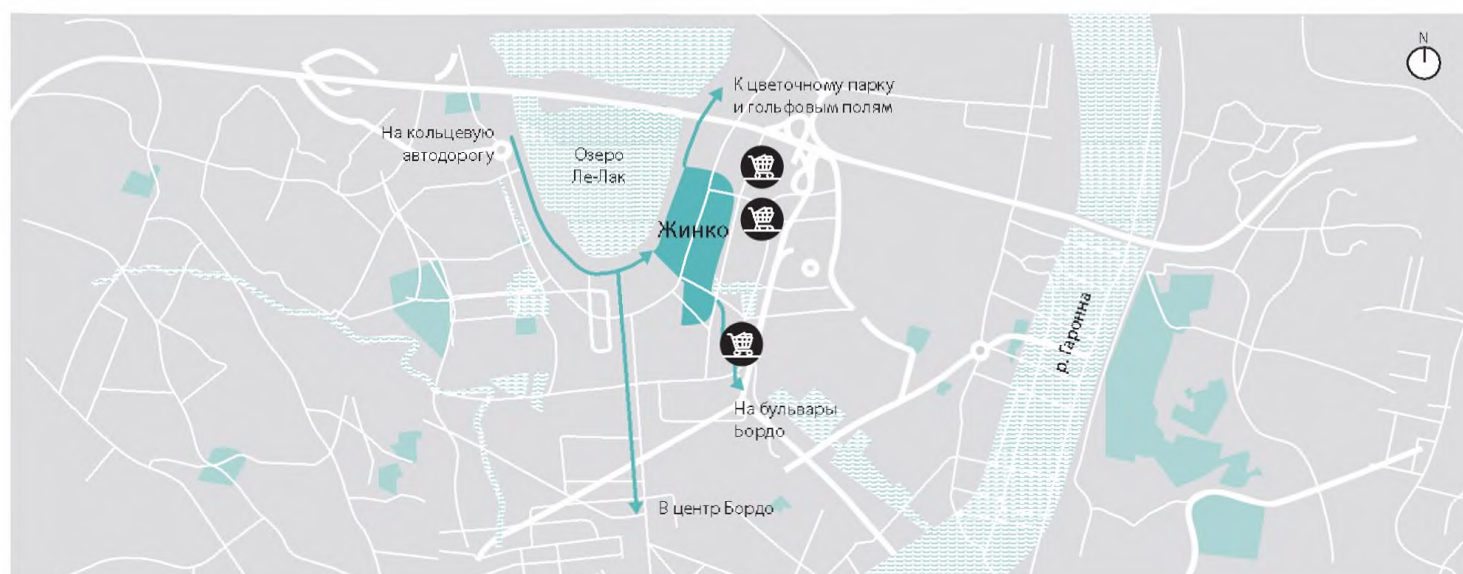 N
К цветочному парку
и гольфовым полям
На кольцевую
автодорогу
Озеро
Ле-Лак
Жинко
р. Гаронна
На бульвары
Бордо
В центр Бордо